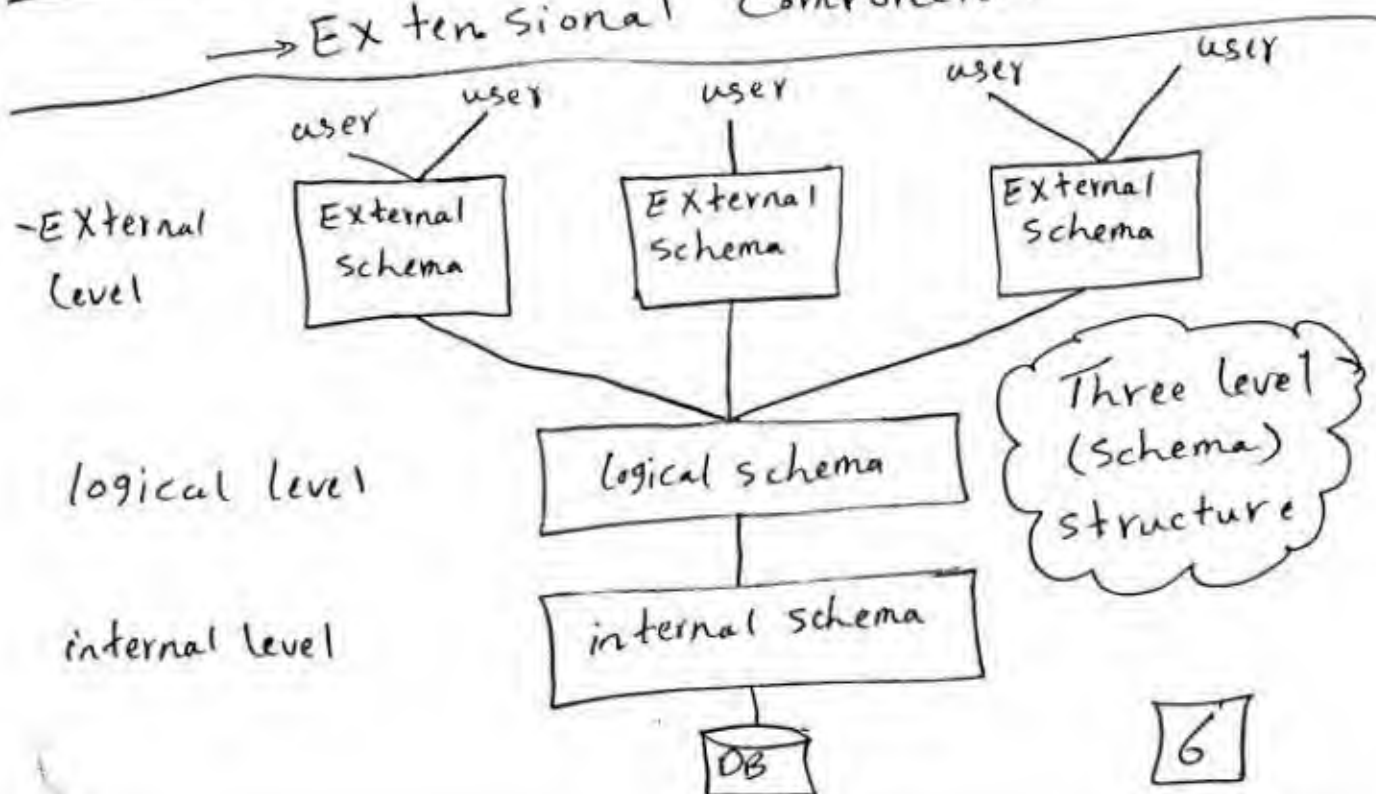 → Extensional
user user user user user
-External level
External schema
External schema
External schema
Three level (schema) structure
logical level
logical schema
internal level
internal schema
DB
6